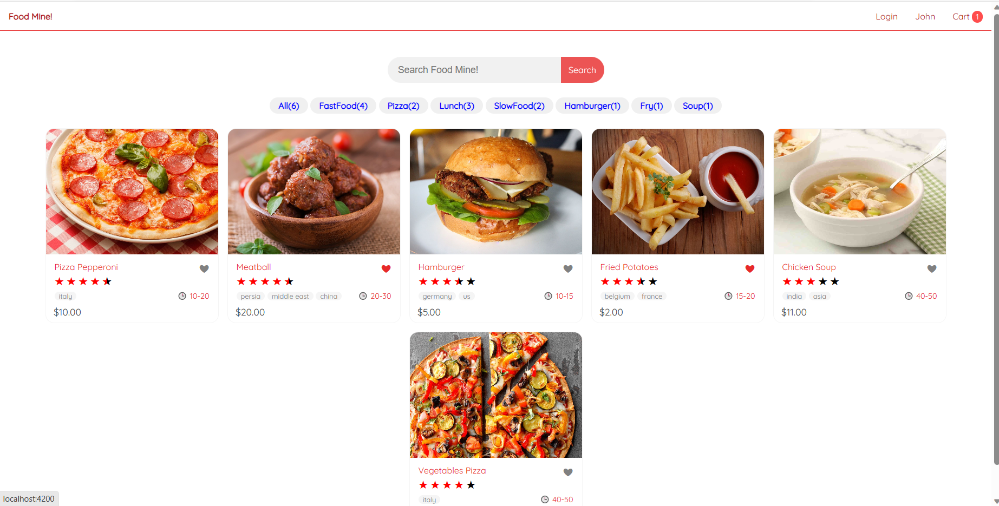 Food Mine!
Login John Cart 1
Search Food Mine! Search
All(6) FastFood(4) Pizza(2) Lunch(3) SlowFood(2) Hamburger(1) Fry(1) Soup(1)
Pizza Pepperoni
italy 10-20
$10.00
Meatball
persia middle east china 20-30
$20.00
Hamburger
germany us 10-15
$5.00
Fried Potatoes
belgium france 15-20
$2.00
Chicken Soup
india asia 40-50
$11.00
Vegetables Pizza
italy 40-50
localhost:4200